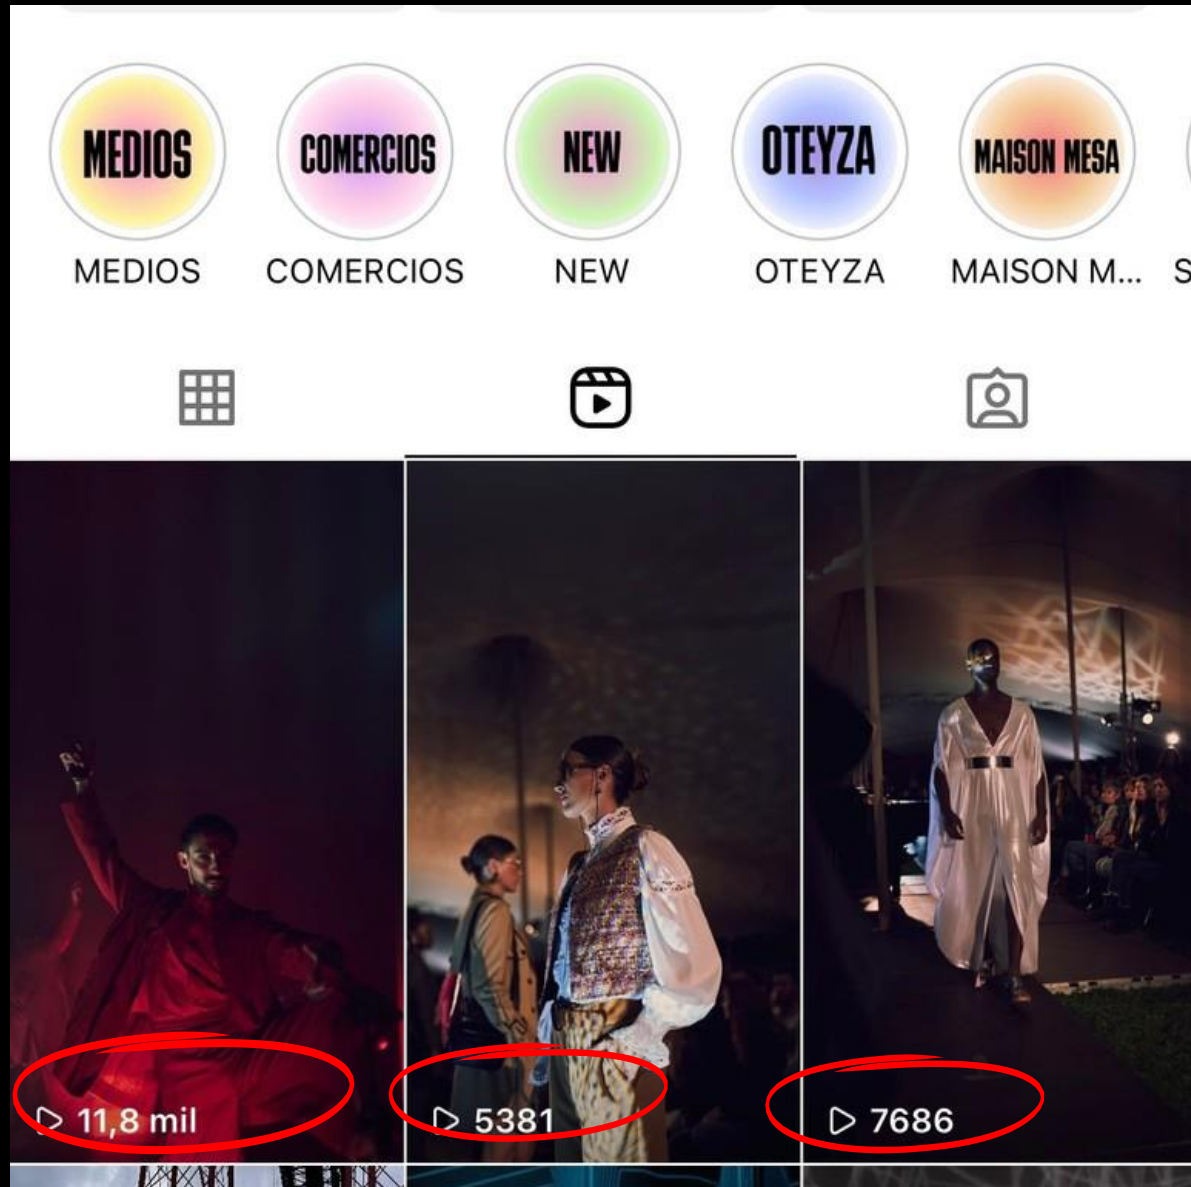 MEDIOS
COMERCIOS
NEW
OTEYZA
MAISON MESA
MEDIOS
COMERCIOS
NEW
OTEYZA
MAISON M...
S
11,8 mil
5381
7686